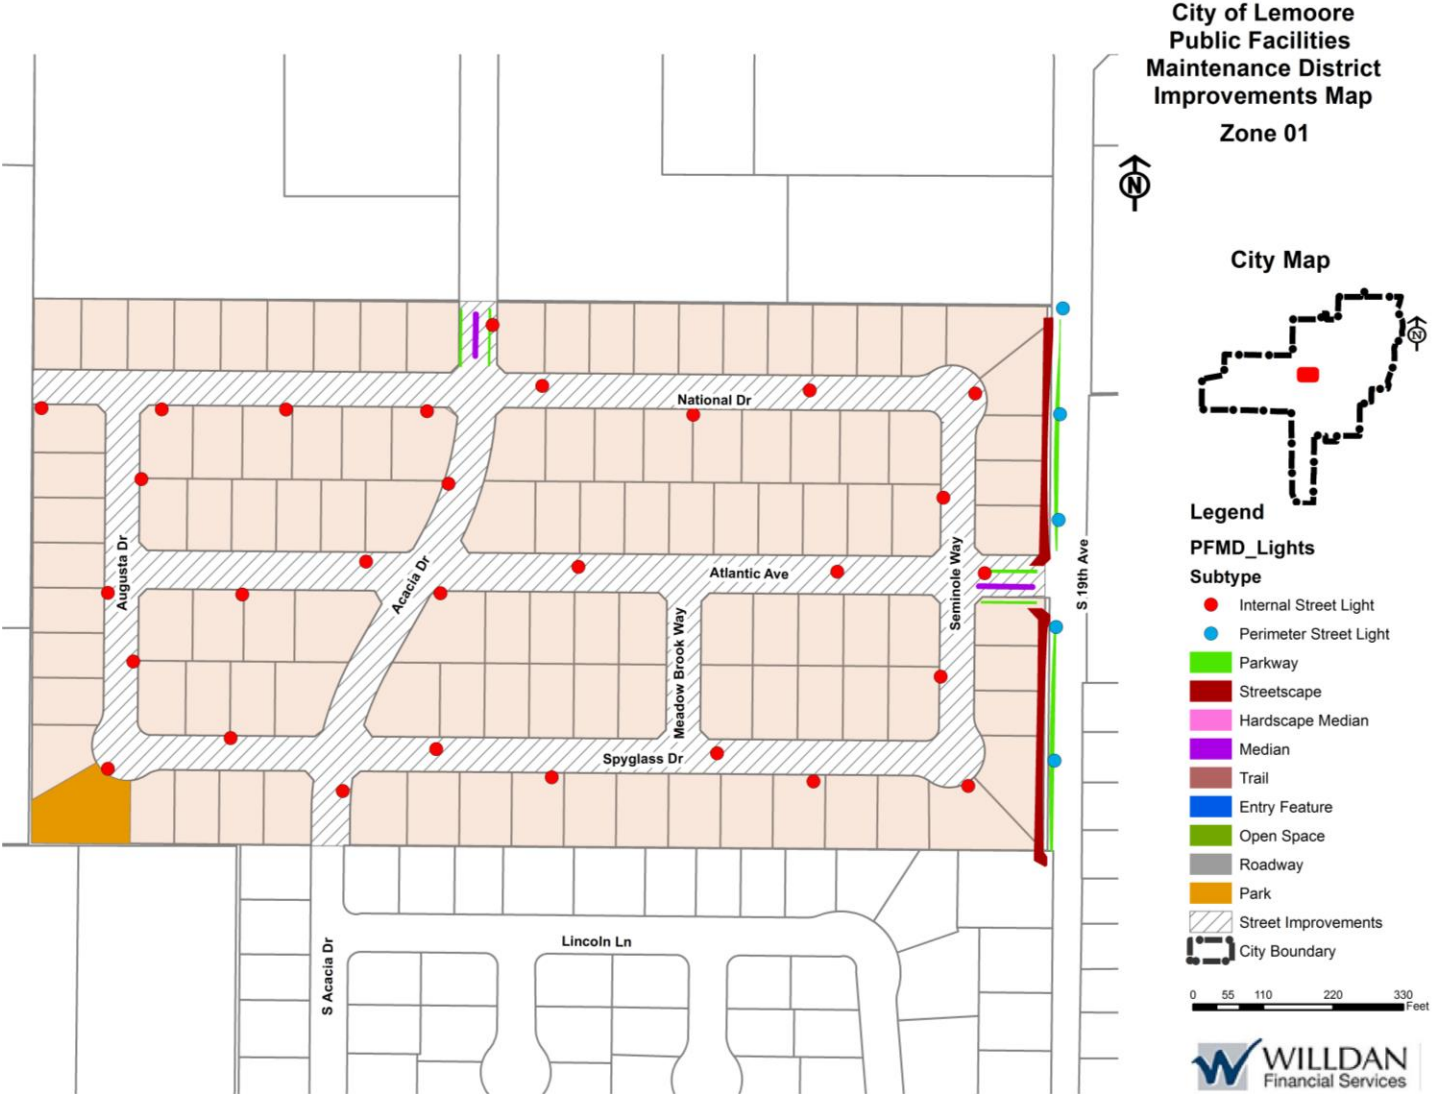 City of Lemoore
Public Facilities
Maintenance District
Improvements Map
Zone 01
N
City Map
N
National Dr
Augusta Dr
Acacia Dr
Atlantic Ave
Seminole Way
S 19th Ave
Meadow Brook Way
Spyglass Dr
Lincoln Ln
S Acacia Dr
Legend
PFMD_Lights
Subtype
Internal Street Light
Perimeter Street Light
Parkway
Streetscape
Hardscape Median
Median
Trail
Entry Feature
Open Space
Roadway
Park
Street Improvements
City Boundary
0 55 110 220 330
Feet
WILLDAN
Financial Services